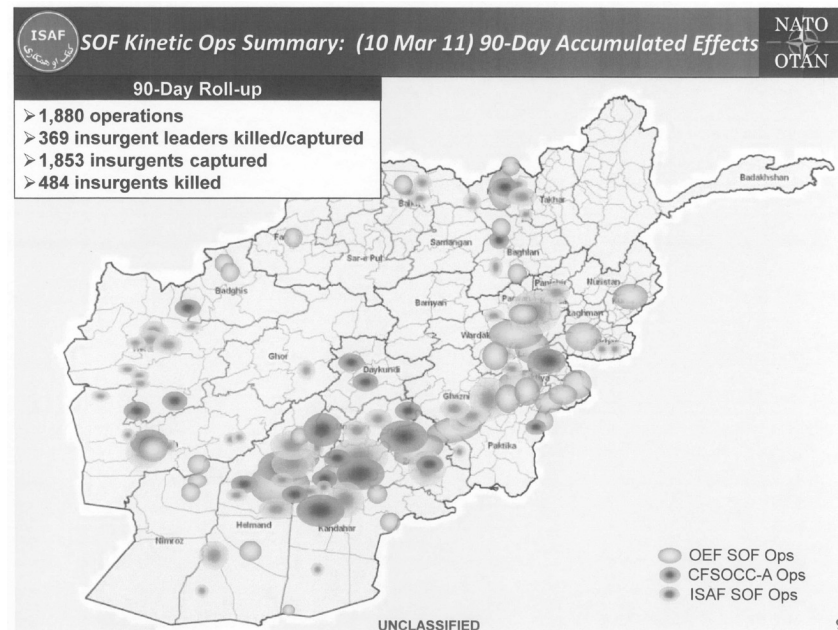 ISAF
SOF Kinetic Ops Summary: (10 Mar 11) 90-Day Accumulated Effects
NATO
OTAN
90-Day Roll-up
➢1,880 operations
➢369 insurgent leaders killed/captured
➢1,853 insurgents captured
➢484 insurgents killed
Badakhshan
Takhar
Samangan
Baghlan
Sar-e Pul
Badghis
Nuristan
Bamyan
Laghman
Wardak
Ghor
Daykundi
Ghazni
Paktika
Helmand
Kandahar
Nimroz
OEF SOF Ops
CFSOCC-A Ops
ISAF SOF Ops
UNCLASSIFIED